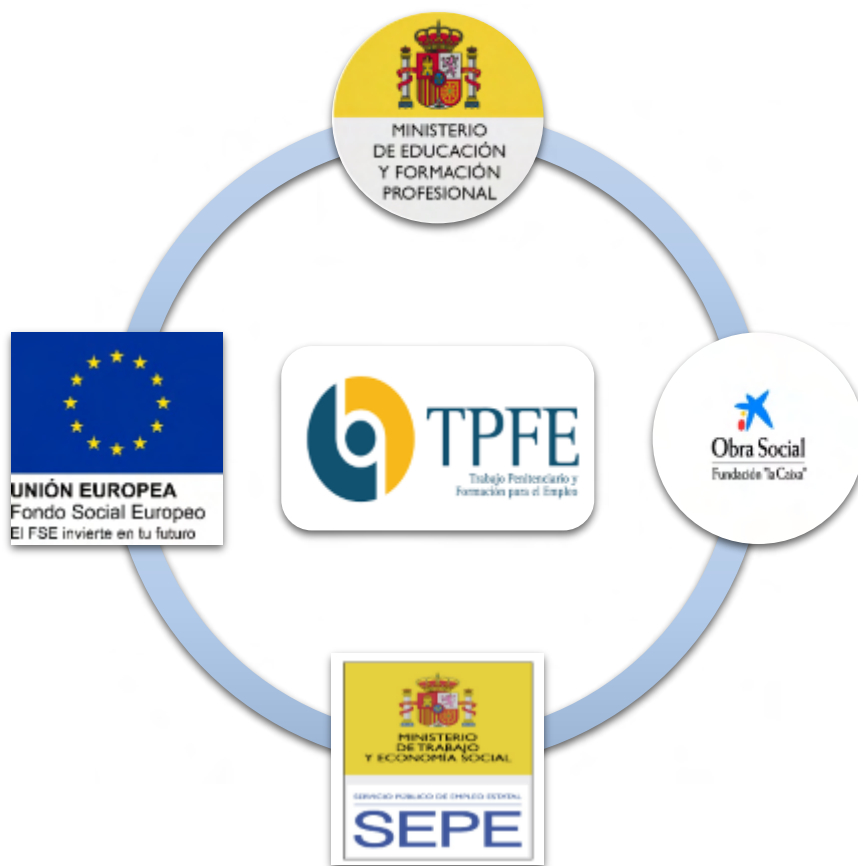 MINISTERIO
DE EDUCACIÓN
Y FORMACIÓN
PROFESIONAL
UNIÓN EUROPEA
Fondo Social Europeo
El FSE invierte en tu futuro
TPFE
Trabajo Penitenciario y
Formación para el Empleo
Obra Social
Fundación "la Caixa"
MINISTERIO
DE TRABAJO
Y ECONOMÍA SOCIAL
SERVICIO PÚBLICO DE EMPLEO ESTATAL
SEPE